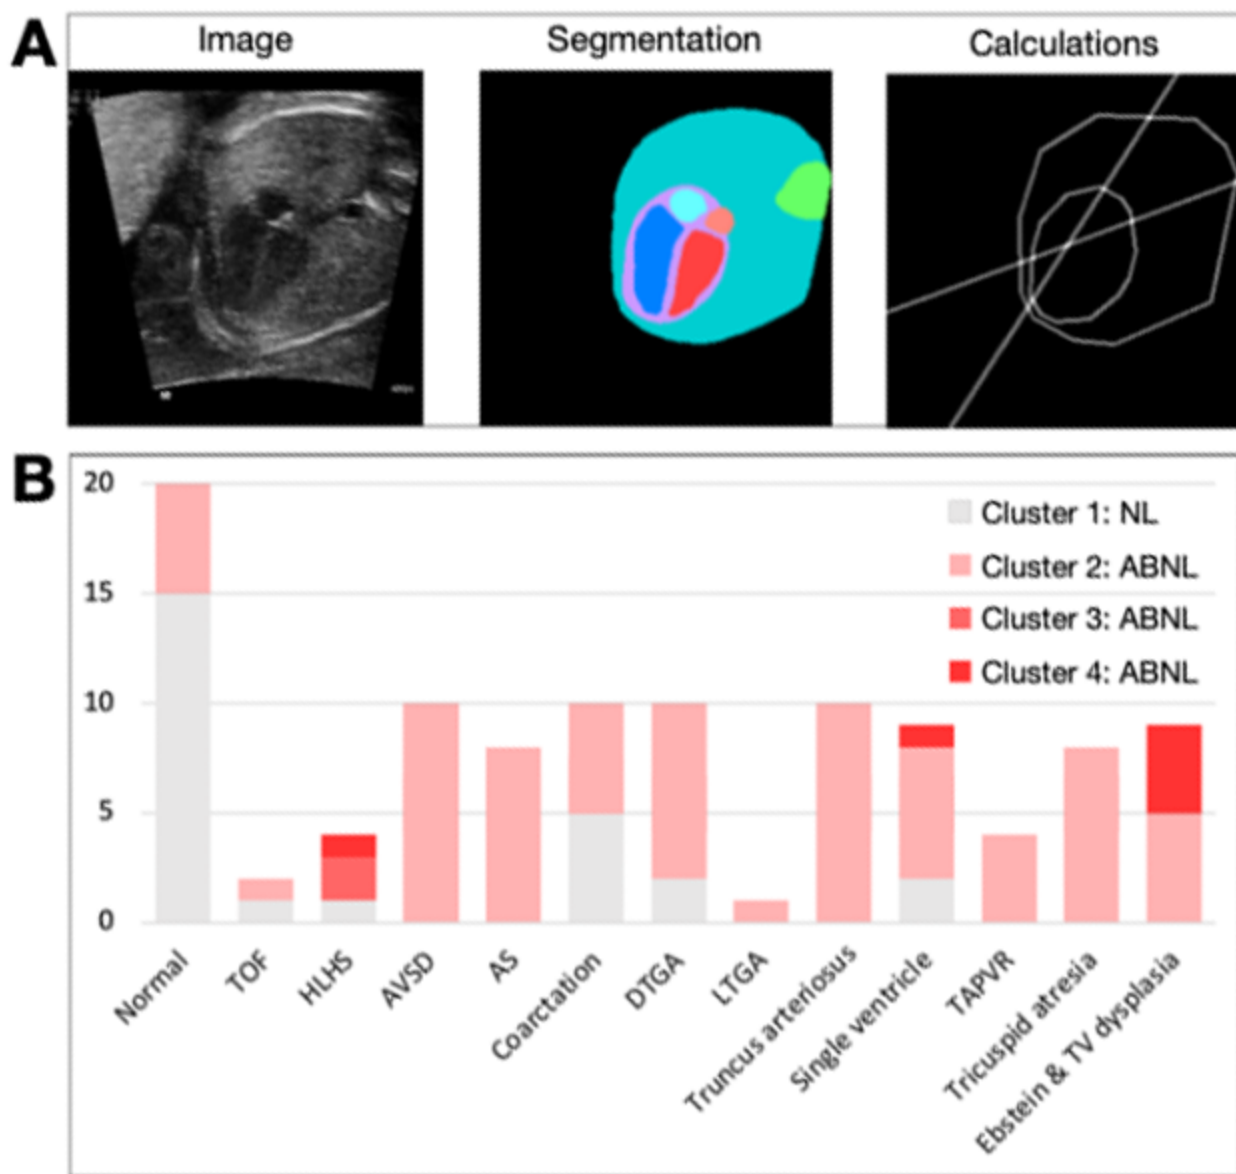 A
Image Segmentation Calculations
B
20
15
10
5
0
Cluster 1: NL
Cluster 2: ABNL
Cluster 3: ABNL
Cluster 4: ABNL
Normal
TOF
HLHS
AVSD
AS
Coarctation
DTGA
LTGA
Truncus arteriosus
Single ventricle
TAPVR
Tricuspid atresia
Ebstein & TV dysplasia